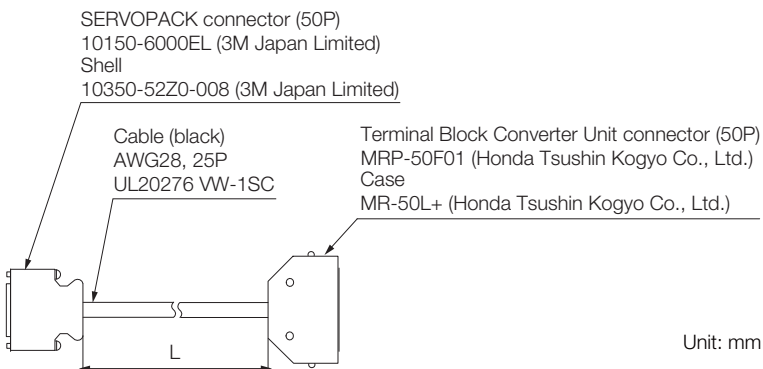 SERVOPACK connector (50P)
10150-6000EL (3M Japan Limited)
Shell
10350-52Z0-008 (3M Japan Limited)
Cable (black)
AWG28, 25P
UL20276 VW-1SC
Terminal Block Converter Unit connector (50P)
MRP-50F01 (Honda Tsushin Kogyo Co., Ltd.)
Case
MR-50L+ (Honda Tsushin Kogyo Co., Ltd.)
L
Unit: mm